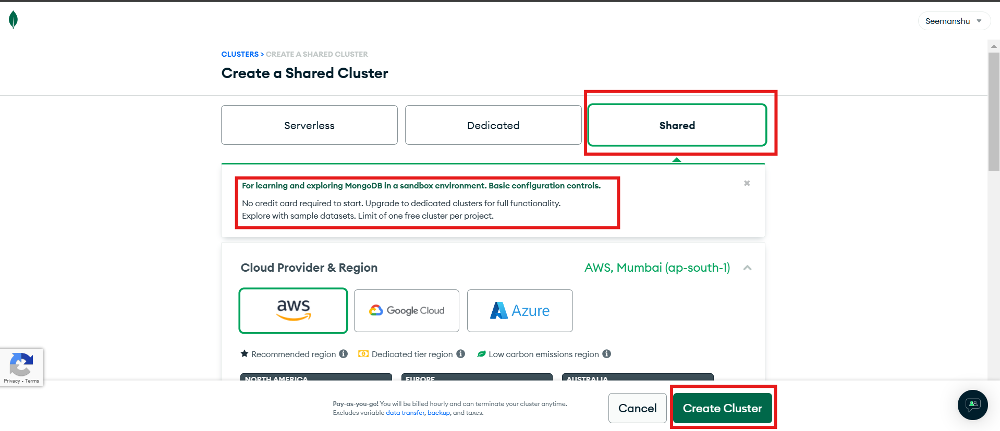 Seemanshu
CLUSTERS > CREATE A SHARED CLUSTER
Create a Shared Cluster
Serverless
Dedicated
Shared
For learning and exploring MongoDB in a sandbox environment. Basic configuration controls.
No credit card required to start. Upgrade to dedicated clusters for full functionality.
Explore with sample datasets. Limit of one free cluster per project.
Cloud Provider & Region
AWS, Mumbai (ap-south-1)
aws
Google Cloud
Azure
Recommended region
Dedicated tier region
Low carbon emissions region
NORTH AMERICA
EUROPE
AUSTRALIA
Privacy - Terms
Pay-as-you-go! You will be billed hourly and can terminate your cluster anytime.
Excludes variable data transfer, backup, and taxes.
Cancel
Create Cluster